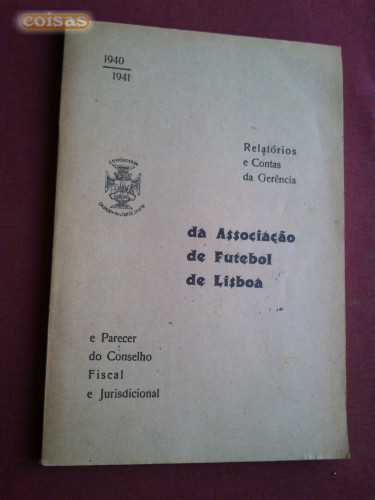 coisas
1940
1941
Relatórios
e Contas
da Gerência
da Associação
de Futebol
de Lisboa
e Parecer
do Conselho
Fiscal
e Jurisdicional